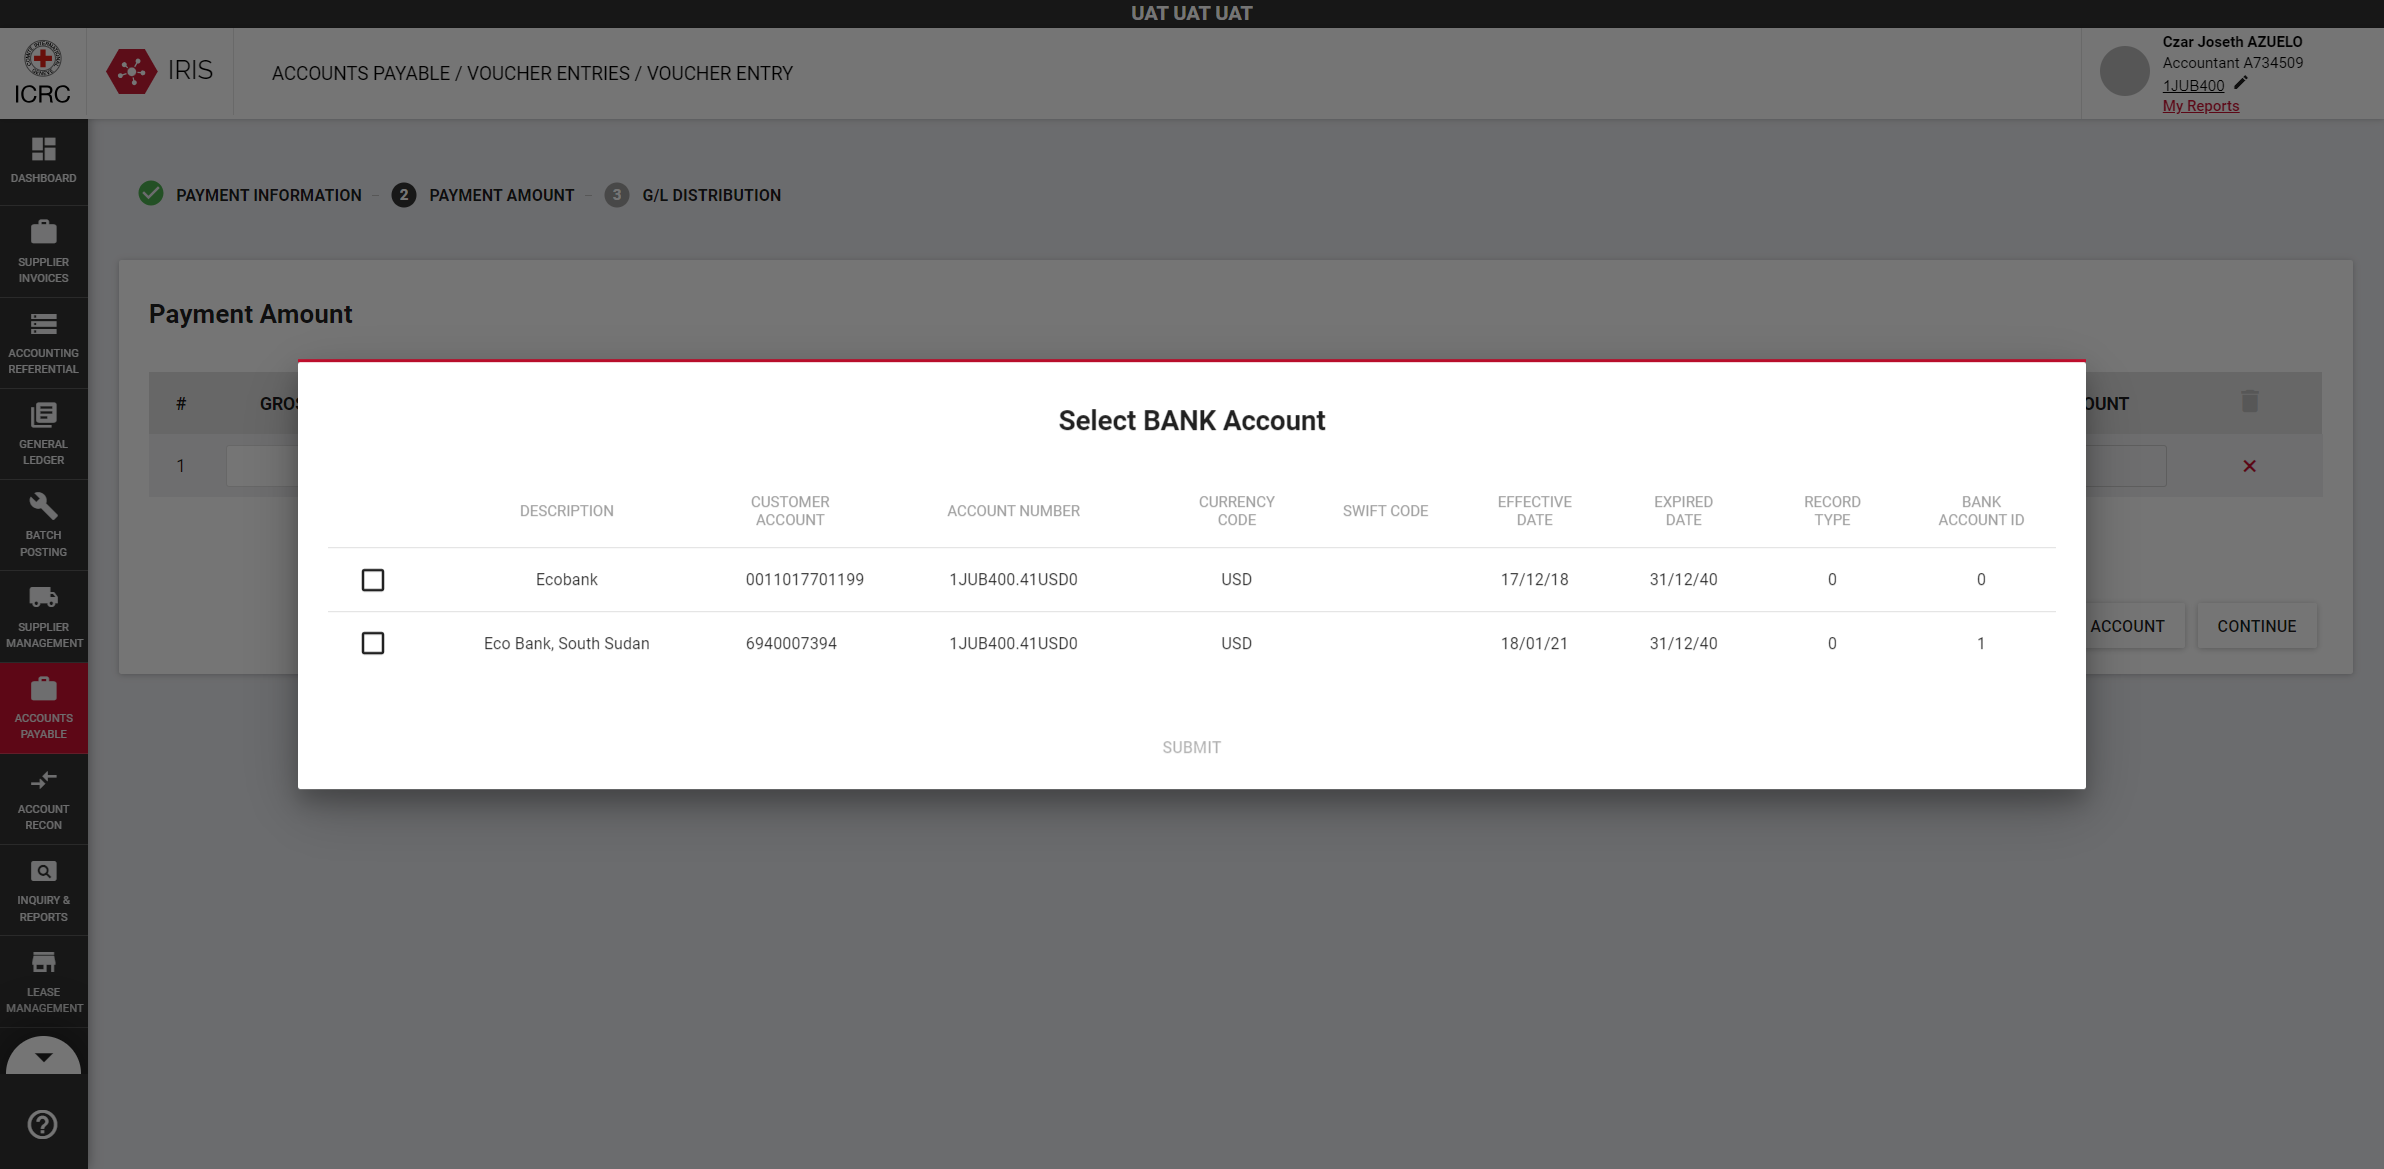 UAT UAT UAT
ICRC
IRIS
ACCOUNTS PAYABLE / VOUCHER ENTRIES / VOUCHER ENTRY
Czar Joseth AZUELO
Accountant A734509
1JUB400
My Reports
DASHBOARD
SUPPLIER
INVOICES
ACCOUNTING
REFERENTIAL
GENERAL
LEDGER
BATCH
POSTING
SUPPLIER
MANAGEMENT
ACCOUNTS
PAYABLE
ACCOUNT
RECON
INQUIRY &
REPORTS
LEASE
MANAGEMENT
PAYMENT INFORMATION - 2 PAYMENT AMOUNT - 3 G/L DISTRIBUTION
Payment Amount
# GROS OUNT
1
Select BANK Account
DESCRIPTION CUSTOMER ACCOUNT ACCOUNT NUMBER CURRENCY CODE SWIFT CODE EFFECTIVE DATE EXPIRED DATE RECORD TYPE BANK ACCOUNT ID
Ecobank 0011017701199 1JUB400.41USD0 USD 17/12/18 31/12/40 0 0
Eco Bank, South Sudan 6940007394 1JUB400.41USD0 USD 18/01/21 31/12/40 0 1
SUBMIT
ACCOUNT CONTINUE